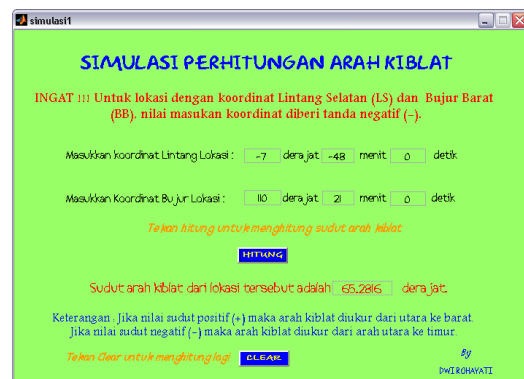 simulasi1
SIMULASI PERHITUNGAN ARAH KIBLAT
INGAT !!! Untuk lokasi dengan koordinat Lintang Selatan (LS) dan Bujur Barat
(BB), nilai masukan koordinat diberi tanda negatif (-).
Masukkan koordinat Lintang Lokasi : -7 derajat -48 menit 0 detik
Masukkan Koordinat Bujur Lokasi : 110 derajat 21 menit 0 detik
Tekan hitung untuk menghitung sudut arah kiblat
HITUNG
Sudut arah kiblat dari lokasi tersebut adalah 65.2816 derajat.
Keterangan : Jika nilai sudut positif (+) maka arah kiblat diukur dari utara ke barat.
Jika nilai sudut negatif (-) maka arah kiblat diukur dari arah utara ke timur.
Tekan Clear untuk menghitung lagi CLEAR
By
DWI ROHAYATI